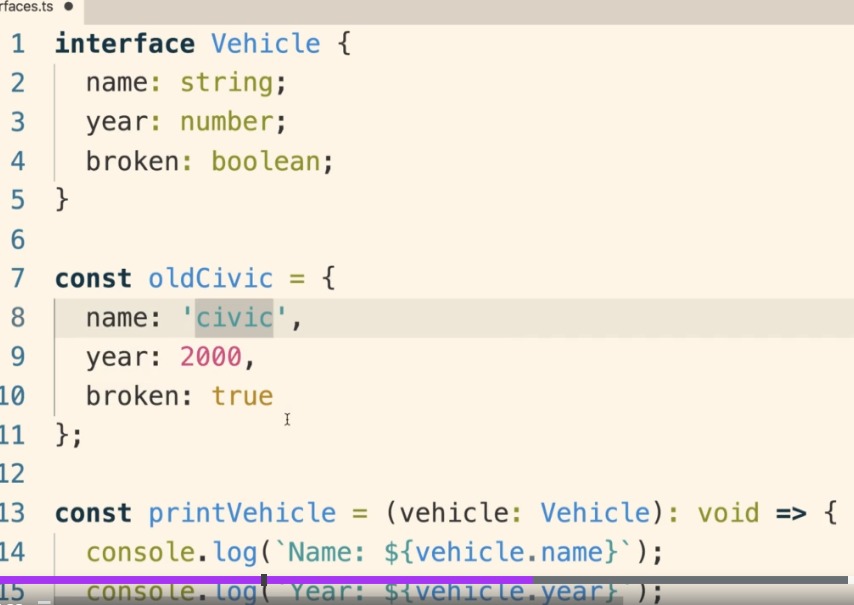 rfaces.ts
1 interface Vehicle {
2 name: string;
3 year: number;
4 broken: boolean;
5 }
6
7 const oldCivic = {
8 name: 'civic',
9 year: 2000,
10 broken: true
11 };
12
13 const printVehicle = (vehicle: Vehicle): void => {
14 console.log(`Name: ${vehicle.name}`);
15 console.log(`Year: ${vehicle.year}`);